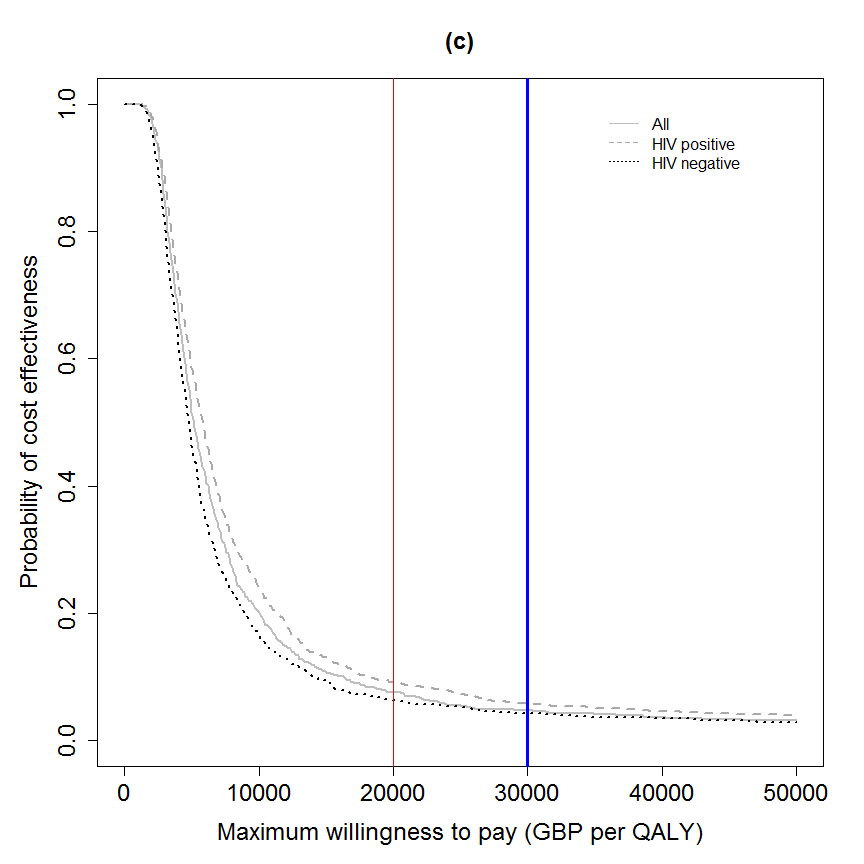 (c)
All
HIV positive
HIV negative
Probability of cost effectiveness
1.0
0.8
0.6
0.4
0.2
0.0
0 10000 20000 30000 40000 50000
Maximum willingness to pay (GBP per QALY)